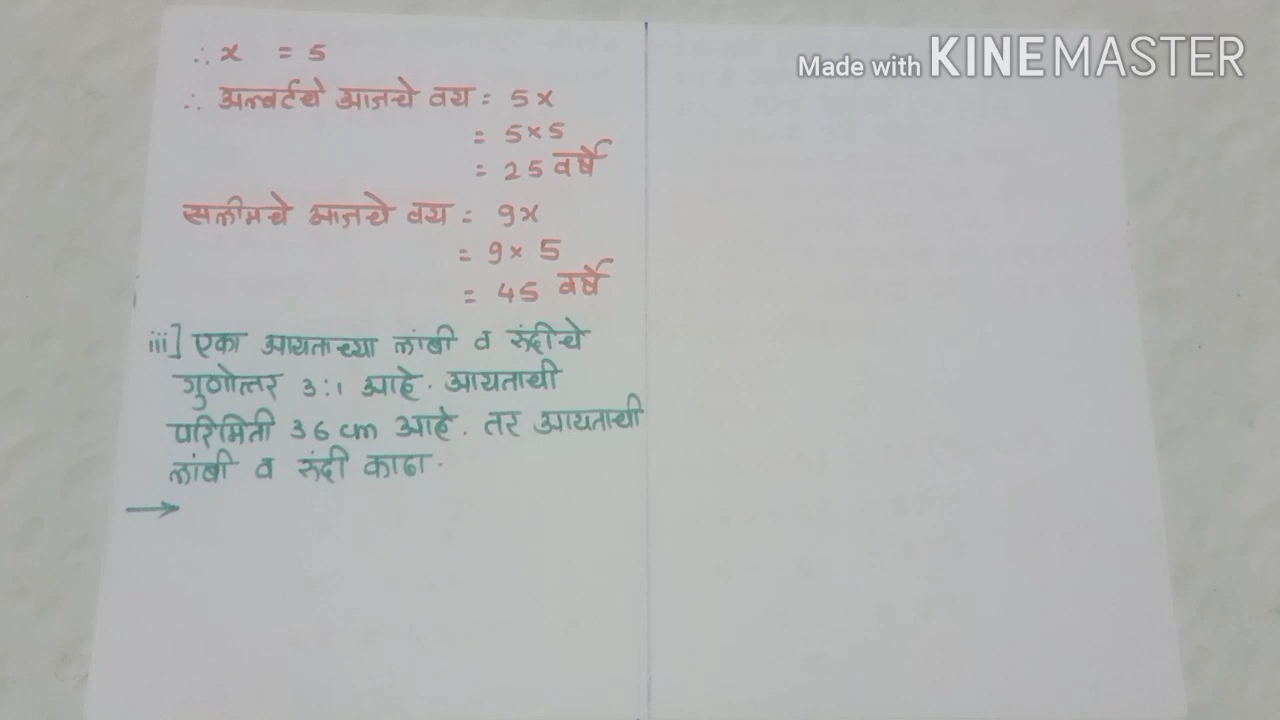 Made with KINEMASTER
∴ x = 5
∴ अल्बर्टचे आजचे वय = 5x
= 5×5
= 25 वर्षे
सलीमचे आजचे वय = 9x
= 9× 5
= 45 वर्षे
iii] एका आयताच्या लांबी व रुंदीचे
गुणोत्तर 3:1 आहे. आयताची
परिमिती 36 cm आहे. तर आयताची
लांबी व रुंदी काढा.
→